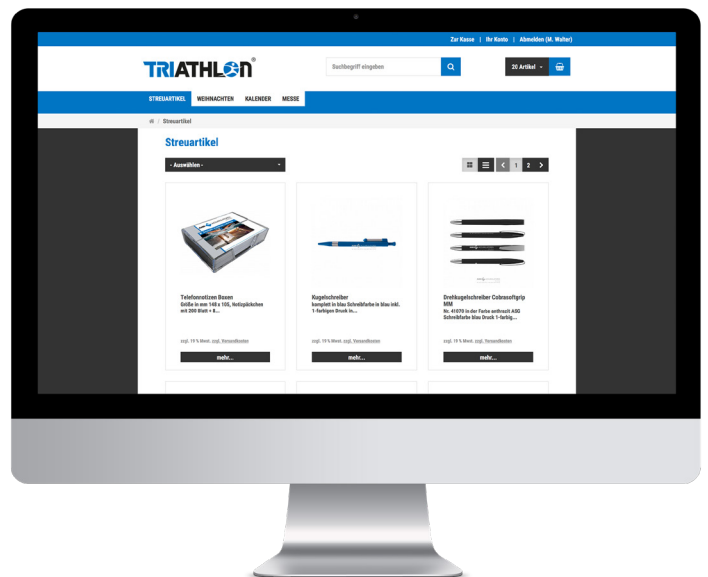 Zur Kasse | Ihr Konto | Abmelden (M. Walter)
TRIATHLON®
Suchbegriff eingeben
20 Artikel
STREUARTIKEL WEIHNACHTEN KALENDER MESSE
/ Streuartikel
Streuartikel
- Auswählen -
1 2
Telefonnotizen Boxen
Größe in mm 148 x 105, Notizpäckchen
mit 200 Blatt + 8...
zzgl. 19 % Mwst. zzgl. Versandkosten
mehr...
Kugelschreiber
komplett in blau Schreibfarbe in blau inkl.
1-farbigen Druck in...
zzgl. 19 % Mwst. zzgl. Versandkosten
mehr...
Drehkugelschreiber Cobrasoftgrip
MM
Nr. 41070 in der Farbe anthrazit ASG
Schreibfarbe blau Druck 1-farbig...
zzgl. 19 % Mwst. zzgl. Versandkosten
mehr...